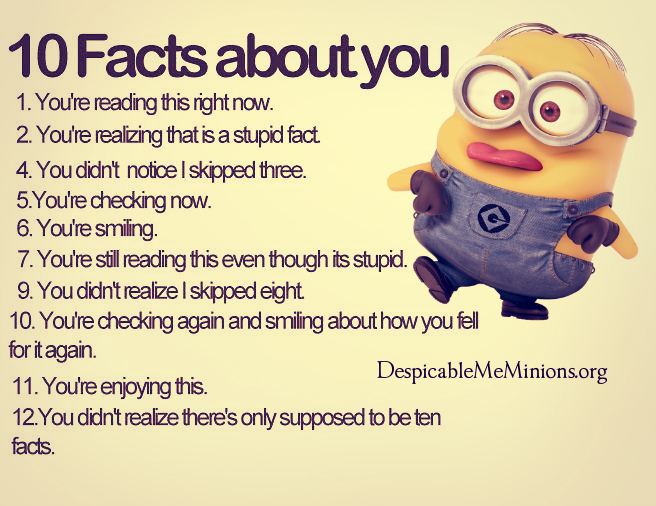 10 Facts about you
1. You're reading this right now.
2. You're realizing that is a stupid fact.
4. You didn't notice I skipped three.
5.You're checking now.
6. You're smiling.
7. You're still reading this even though its stupid.
9. You didn't realize I skipped eight.
10. You're checking again and smiling about how you fell
for it again.
DespicableMeMinions.org
11. You're enjoying this.
12.You didn't realize there's only supposed to be ten
facts.